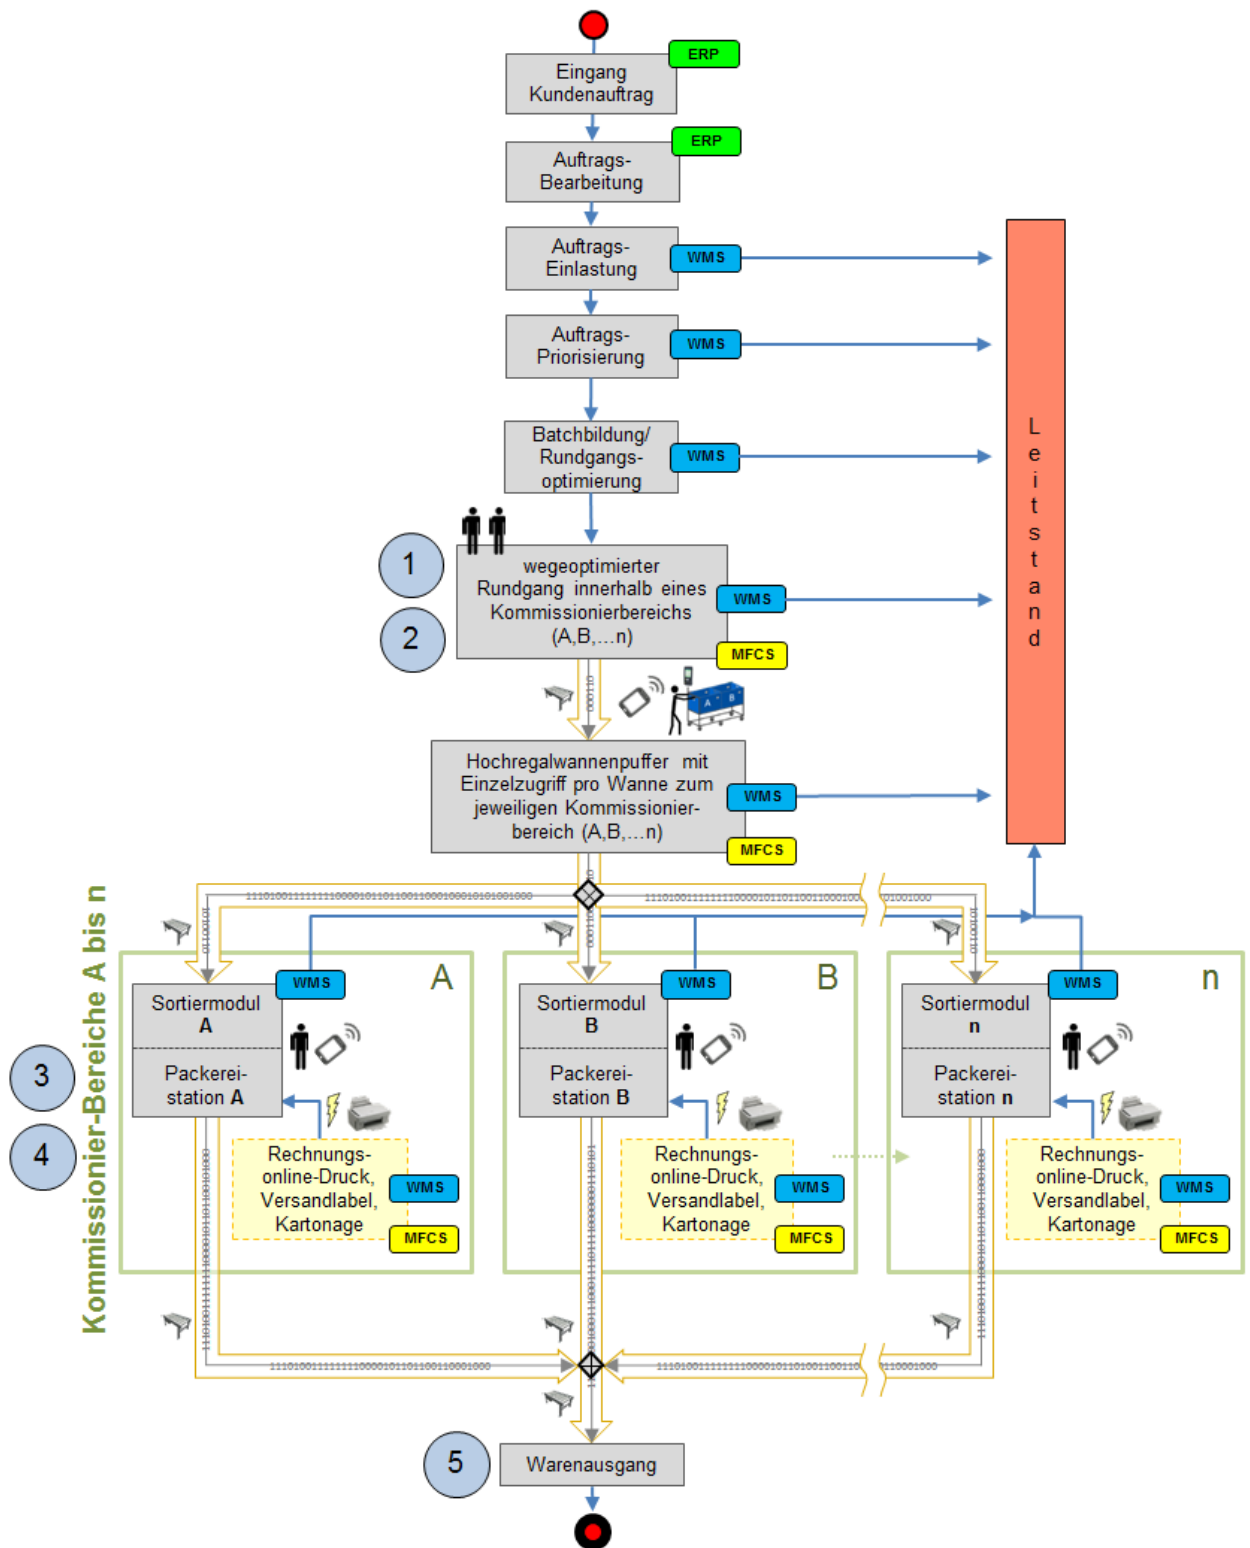 ERP
Eingang
Kundenauftrag
ERP
Auftrags-
Bearbeitung
Auftrags-
Einlastung
WMS
Auftrags-
Priorisierung
WMS
Batchbildung/
Rundgangs-
optimierung
WMS
L
e
i
t
s
t
a
n
d
1
2
wegeoptimierter
Rundgang innerhalb eines
Kommissionierbereichs
(A,B,...n)
WMS
MFCS
000110
A B
Hochregalwannenpuffer mit
Einzelzugriff pro Wanne zum
jeweiligen Kommissionier-
bereich (A,B,...n)
WMS
MFCS
Kommissionier-Bereiche A bis n
A
WMS
Sortiermodul
A
Packerei-
station A
Rechnungs-
online-Druck,
Versandlabel,
Kartonage
WMS
MFCS
B
WMS
Sortiermodul
B
Packerei-
station B
Rechnungs-
online-Druck,
Versandlabel,
Kartonage
WMS
MFCS
n
WMS
Sortiermodul
n
Packerei-
station n
Rechnungs-
online-Druck,
Versandlabel,
Kartonage
WMS
MFCS
3
4
5
Warenausgang